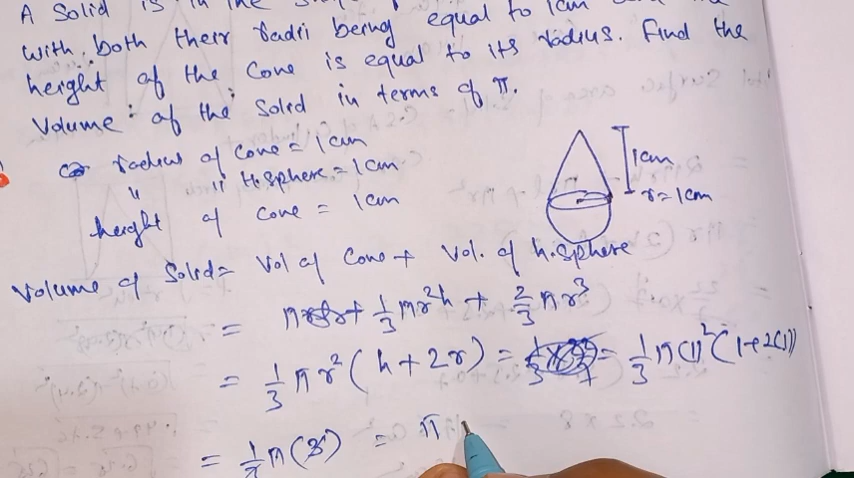 A Solid is in the
with both their radii being equal to 1cm
height of the Cone is equal to its radius. Find the
Volume of the Solid in terms of π.
radius of Cone = 1cm
" " H.sphere = 1cm
height of cone = 1cm
1cm
r = 1cm
Volume of Solid = Vol of Cone + Vol. of h.sphere
= 1/3 πr²h + 2/3 πr³
= 1/3 πr² (h + 2r) = = 1/3 π(1)² (1+2(1))
= 1/3 π(3) = π